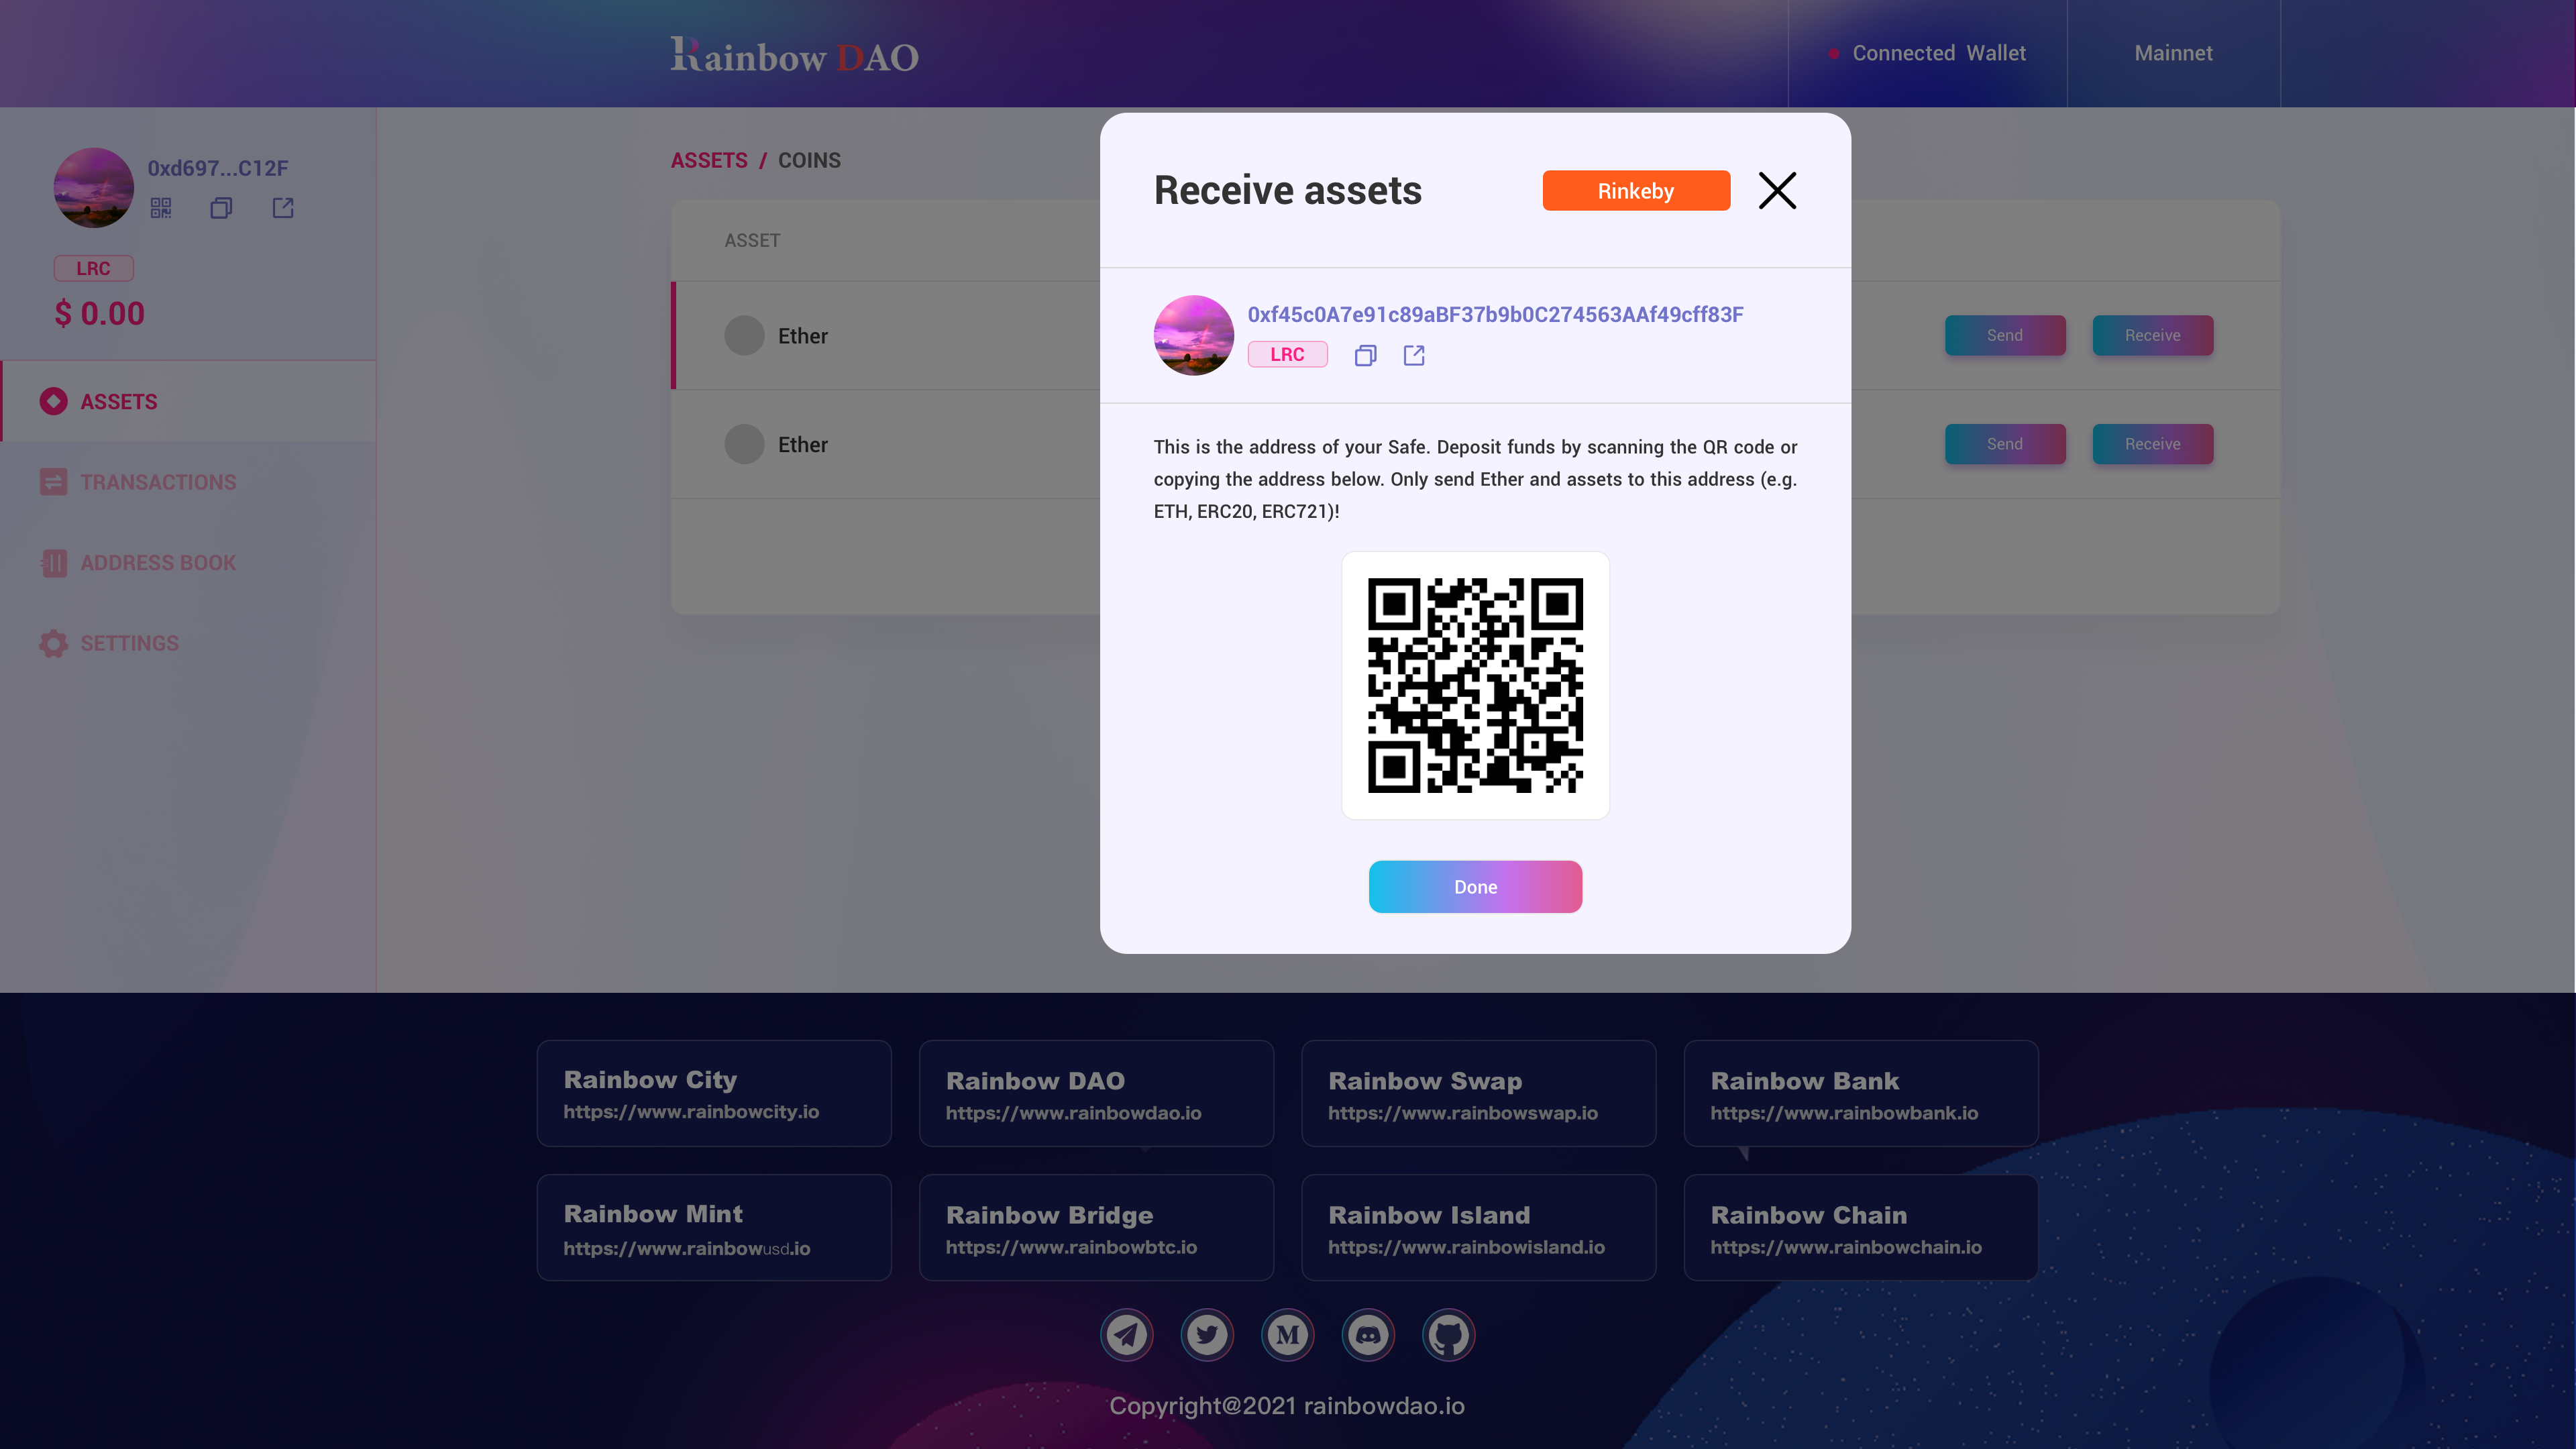 Rainbow DAO
Connected Wallet
Mainnet
0xd697...C12F
LRC
$ 0.00
ASSETS
TRANSACTIONS
ADDRESS BOOK
SETTINGS
ASSETS / COINS
ASSET
Ether
Send
Receive
Ether
Send
Receive
Receive assets
Rinkeby
0xf45c0A7e91c89aBF37b9b0C274563AAf49cff83F
LRC
This is the address of your Safe. Deposit funds by scanning the QR code or
copying the address below. Only send Ether and assets to this address (e.g.
ETH, ERC20, ERC721)!
Done
Rainbow City
https://www.rainbowcity.io
Rainbow DAO
https://www.rainbowdao.io
Rainbow Swap
https://www.rainbowswap.io
Rainbow Bank
https://www.rainbowbank.io
Rainbow Mint
https://www.rainbowusd.io
Rainbow Bridge
https://www.rainbowbtc.io
Rainbow Island
https://www.rainbowisland.io
Rainbow Chain
https://www.rainbowchain.io
Copyright@2021 rainbowdao.io